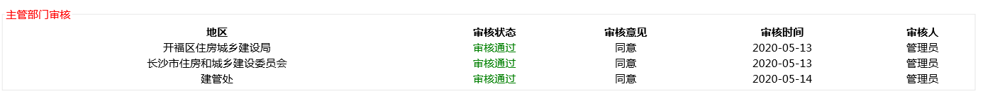 主管部门审核
地区 审核状态 审核意见 审核时间 审核人
开福区住房城乡建设局 审核通过 同意 2020-05-13 管理员
长沙市住房和城乡建设委员会 审核通过 同意 2020-05-13 管理员
建管处 审核通过 同意 2020-05-14 管理员